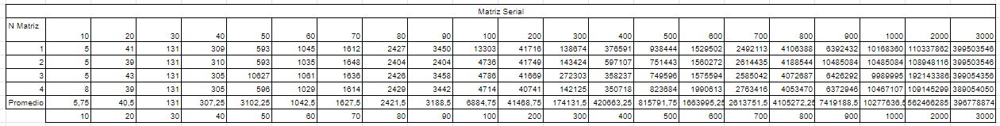 Matriz Serial
N Matriz
10 20 30 40 50 60 70 80 90 100 200 300 400 500 600 700 800 900 1000 2000 3000
1 5 41 131 309 593 1045 1612 2427 3450 13303 41716 138674 376591 938444 1529502 2492113 4106388 6392432 10168360 110337862 399503546
2 5 39 131 310 593 1035 1648 2404 2404 4736 41749 143424 597107 751443 1560272 2614435 4188544 10485084 10485084 108948116 399503546
3 5 43 131 305 10627 1061 1636 2426 3458 4786 41669 272303 358237 749596 1575594 2585042 4072687 6426292 9989995 192143386 399054356
4 8 39 131 305 596 1029 1614 2429 3442 4714 40741 142125 350718 823684 1990613 2763416 4053470 6372946 10467107 109145299 389054050
Promedio 5,75 40,5 131 307,25 3102,25 1042,5 1627,5 2421,5 3188,5 6884,75 41468,75 174131,5 420663,25 815791,75 1663995,25 2613751,5 4105272,25 7419188,5 10277636,5 562466285 396778874
10 20 30 40 50 60 70 80 90 100 200 300 400 500 600 700 800 900 1000 2000 3000